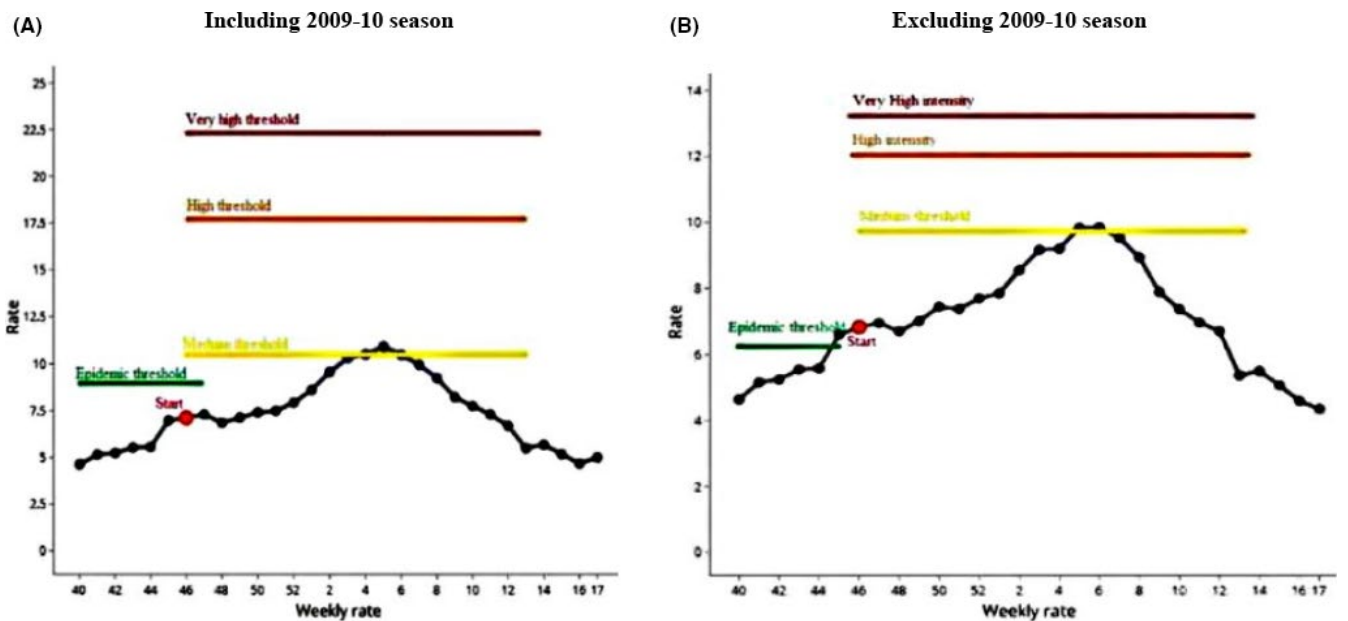 (A)
Including 2009-10 season
25
22.5
20
17.5
15
12.5
10
7.5
5
2.5
0
Rate
Very high threshold
High threshold
Medium threshold
Epidemic threshold
Start
40 42 44 46 48 50 52 2 4 6 8 10 12 14 16 17
Weekly rate
(B)
Excluding 2009-10 season
14
12
10
8
6
4
2
0
Rate
Very High intensity
High intensity
Medium threshold
Epidemic threshold
Start
40 42 44 46 48 50 52 2 4 6 8 10 12 14 16 17
Weekly rate